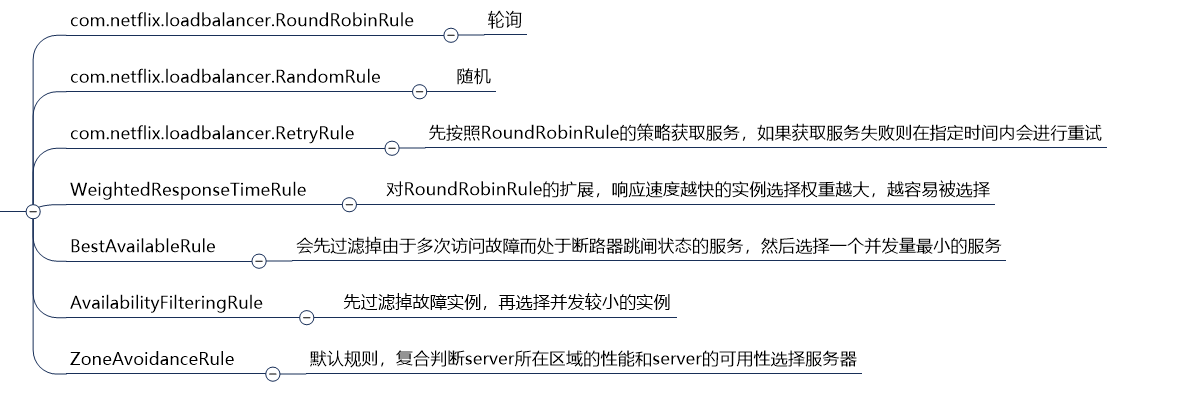 com.netflix.loadbalancer.RoundRobinRule 轮询
com.netflix.loadbalancer.RandomRule 随机
com.netflix.loadbalancer.RetryRule 先按照RoundRobinRule的策略获取服务，如果获取服务失败则在指定时间内会进行重试
WeightedResponseTimeRule 对RoundRobinRule的扩展，响应速度越快的实例选择权重越大，越容易被选择
BestAvailableRule 会先过滤掉由于多次访问故障而处于断路器跳闸状态的服务，然后选择一个并发量最小的服务
AvailabilityFilteringRule 先过滤掉故障实例，再选择并发较小的实例
ZoneAvoidanceRule 默认规则，复合判断server所在区域的性能和server的可用性选择服务器